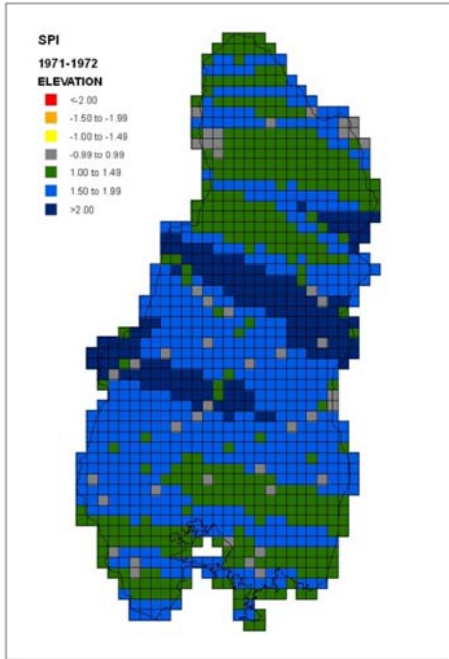 SPI
1971-1972
ELEVATION
<-2.00
-1.50 to -1.99
-1.00 to -1.49
-0.99 to 0.99
1.00 to 1.49
1.50 to 1.99
>2.00